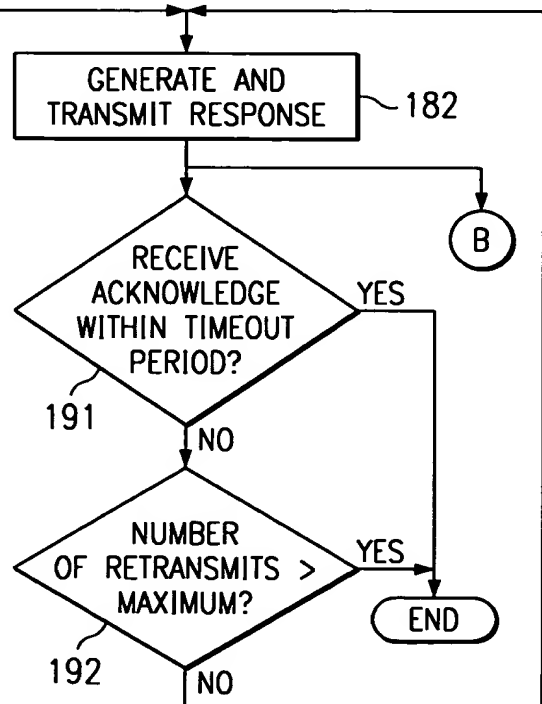 GENERATE AND
TRANSMIT RESPONSE
182
B
RECEIVE
ACKNOWLEDGE
WITHIN TIMEOUT
PERIOD?
YES
191
NO
NUMBER
OF RETRANSMITS >
MAXIMUM?
YES
END
192
NO